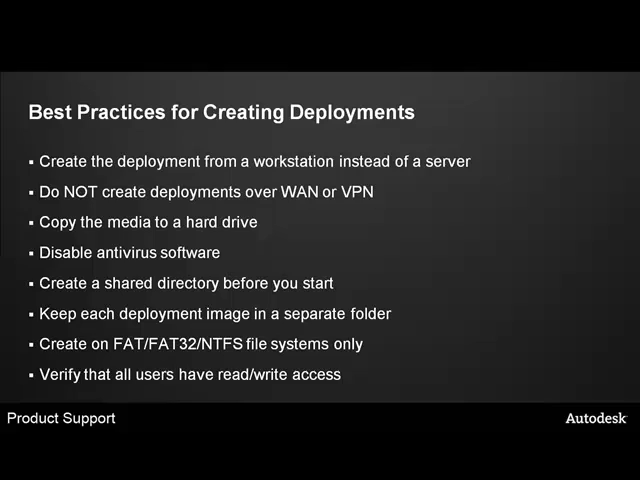 Best Practices for Creating Deployments
▪ Create the deployment from a workstation instead of a server
▪ Do NOT create deployments over WAN or VPN
▪ Copy the media to a hard drive
▪ Disable antivirus software
▪ Create a shared directory before you start
▪ Keep each deployment image in a separate folder
▪ Create on FAT/FAT32/NTFS file systems only
▪ Verify that all users have read/write access
Product Support
Autodesk